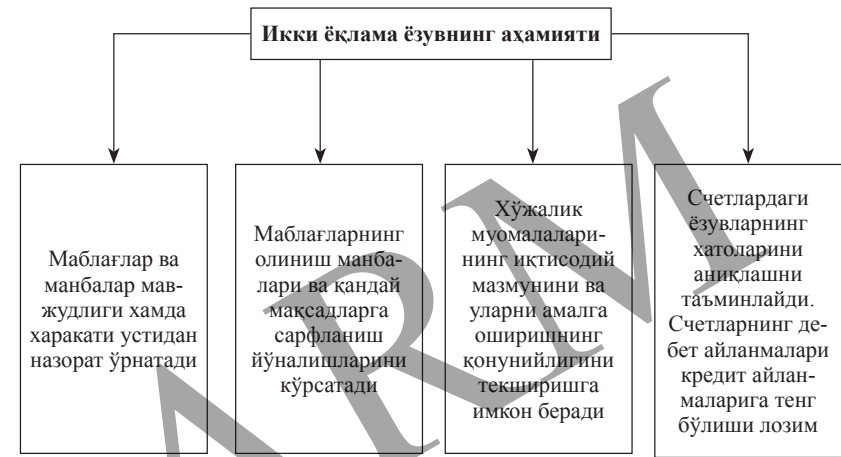 Икки ёқлама ёзувнинг аҳамияти
Маблағлар ва
манбалар мав-
жудлиги хамда
харакати устидан
назорат ўрнатади
Маблағларнинг
олиниш манба-
лари ва қандай
мақсадларга
сарфланиш
йўналишларини
кўрсатади
Хўжалик
муомалалари-
нинг иқтисодий
мазмунини ва
уларни амалга
оширишнинг
қонунийлигини
текширишга
имкон беради
Счетлардаги
ёзувларнинг
хатоларини
аниқлашни
таъминлайди.
Счетларнинг де-
бет айланмалари
кредит айлан-
маларига тенг
бўлиши лозим
ARM